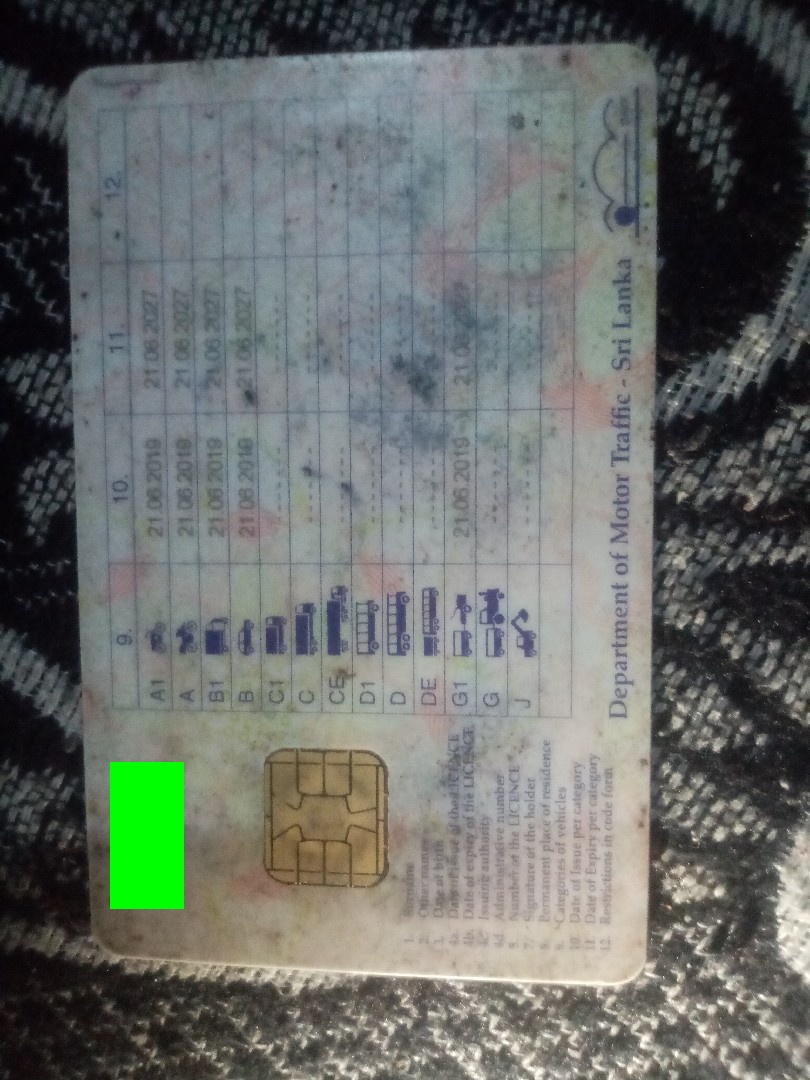 9. 10. 11. 12.
A1 21.06.2019 21.06.2027
A 21.06.2019 21.06.2027
B1 21.06.2019 21.06.2027
B 21.06.2019 21.06.2027
C1 ------ ------
C ------ ------
CE ------ ------
D1 ------ ------
D ------ ------
DE ------ ------
G1 21.06.2019
G ------ ------
J
1.
2. Other names
3. Date of birth
4a. Date of issue of the LICENCE
4b. Date of expiry of the LICENCE
4c. Issuing authority
4d. Administrative number
5. Number of the LICENCE
7. Signature of the holder
8. Permanent place of residence
9. Categories of vehicles
10. Date of Issue per category
11. Date of Expiry per category
12. Restrictions in code form
Department of Motor Traffic - Sri Lanka